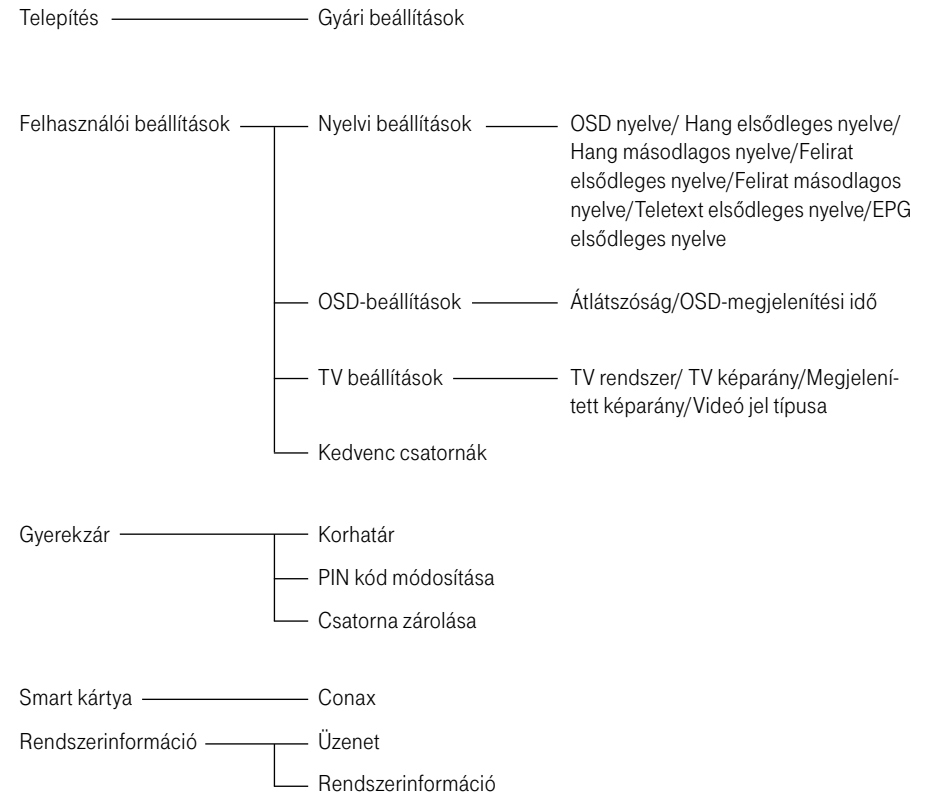 Telepítés
Gyári beállítások
Felhasználói beállítások
Nyelvi beállítások
OSD nyelve/ Hang elsődleges nyelve/
Hang másodlagos nyelve/Felirat
elsődleges nyelve/Felirat másodlagos
nyelve/Teletext elsődleges nyelve/EPG
elsődleges nyelve
OSD-beállítások
Átlátszóság/OSD-megjelenítési idő
TV beállítások
TV rendszer/ TV képarány/Megjelení-
tett képarány/Videó jel típusa
Kedvenc csatornák
Gyerekzár
Korhatár
PIN kód módosítása
Csatorna zárolása
Smart kártya
Conax
Rendszerinformáció
Üzenet
Rendszerinformáció